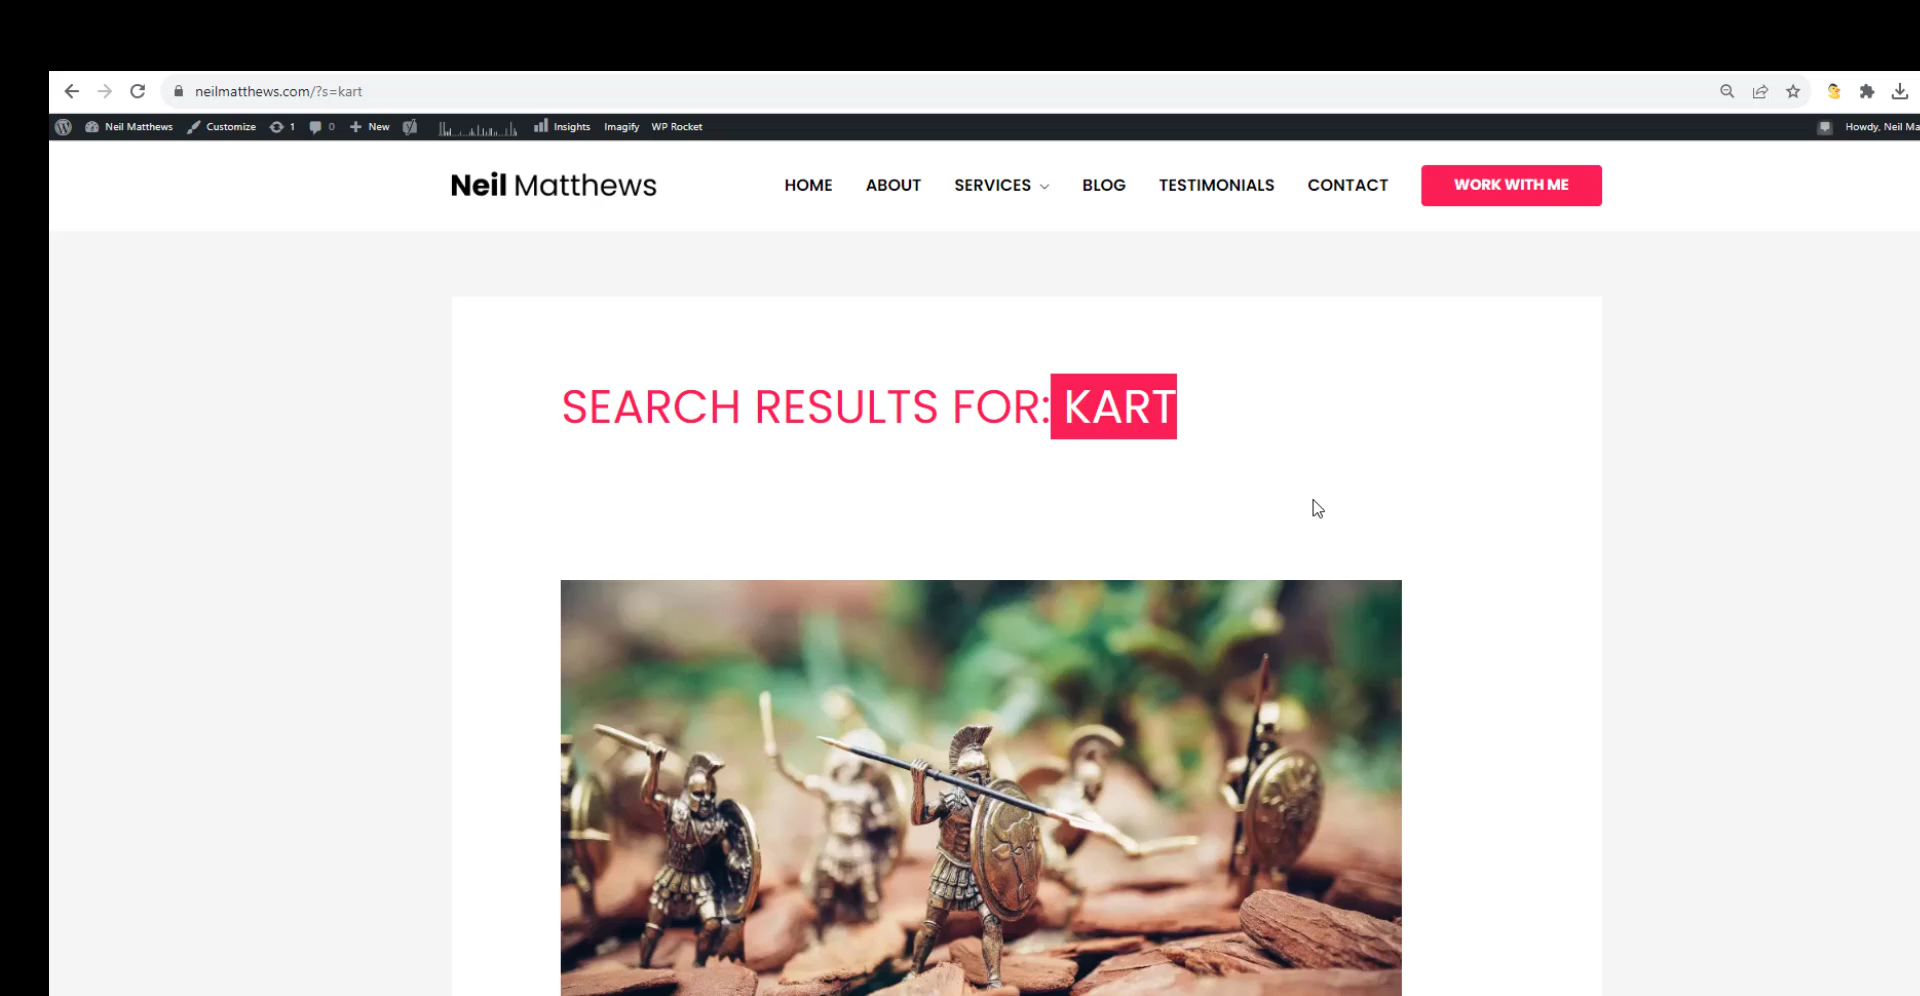 neilmatthews.com/?s=kart
Neil Matthews Customize 1 0 New Insights Imagify WP Rocket Howdy, Neil Ma
Neil Matthews HOME ABOUT SERVICES BLOG TESTIMONIALS CONTACT WORK WITH ME
SEARCH RESULTS FOR: KART